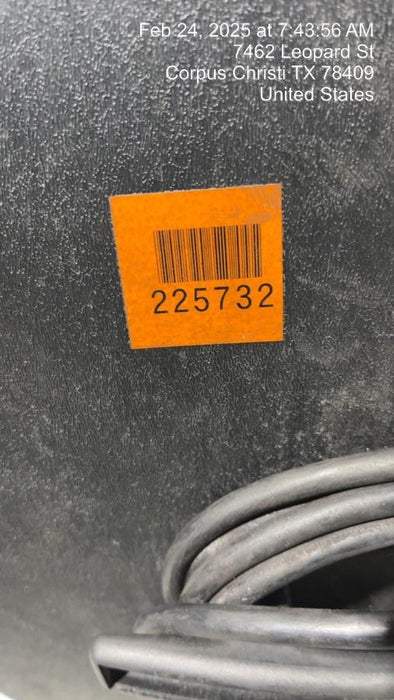 Feb 24, 2025 at 7:43:56 AM
7462 Leopard St
Corpus Christi TX 78409
United States
225732